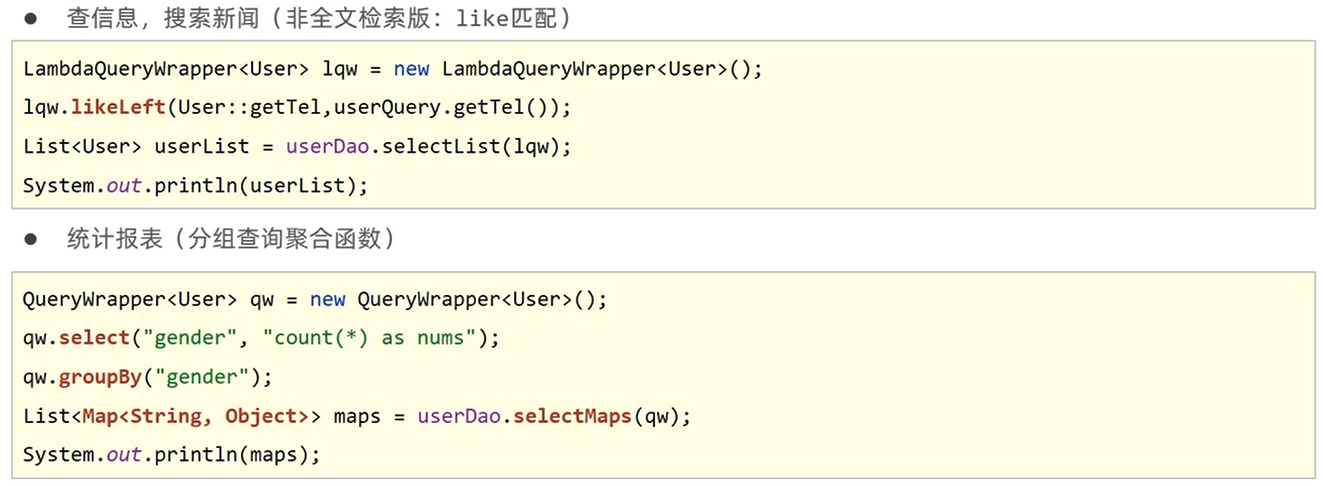 ● 查信息，搜索新闻（非全文检索版：like匹配）
LambdaQueryWrapper<User> lqw = new LambdaQueryWrapper<User>();
lqw.likeLeft(User::getTel,userQuery.getTel());
List<User> userList = userDao.selectList(lqw);
System.out.println(userList);
● 统计报表（分组查询聚合函数）
QueryWrapper<User> qw = new QueryWrapper<User>();
qw.select("gender", "count(*) as nums");
qw.groupBy("gender");
List<Map<String, Object>> maps = userDao.selectMaps(qw);
System.out.println(maps);